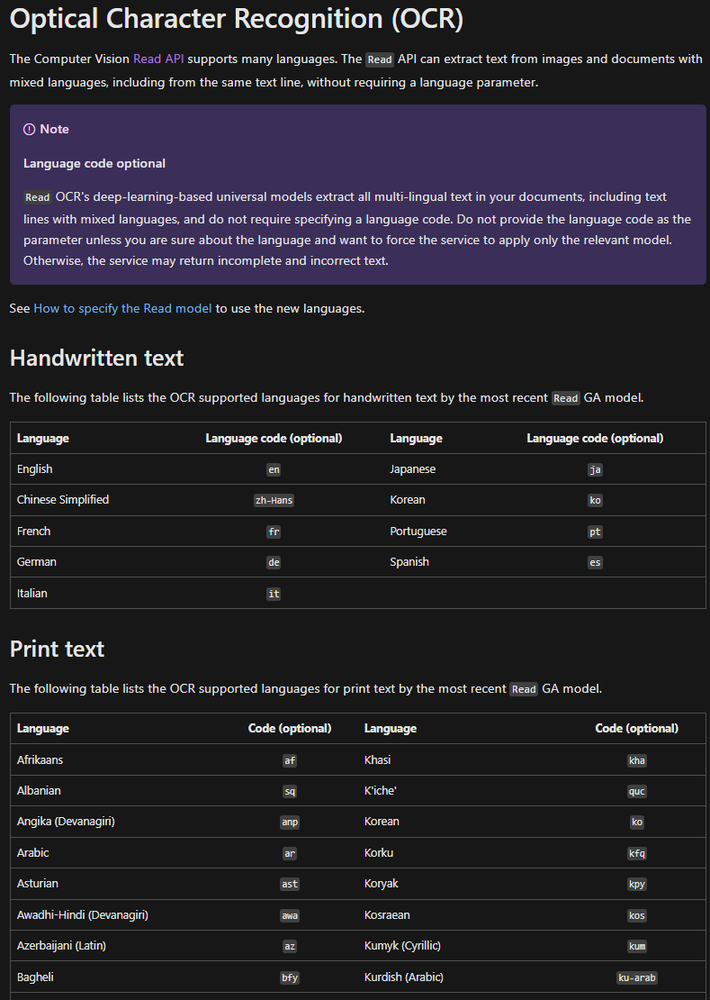 Optical Character Recognition (OCR)
The Computer Vision Read API supports many languages. The Read API can extract text from images and documents with
mixed languages, including from the same text line, without requiring a language parameter.
Note
Language code optional
Read OCR's deep-learning-based universal models extract all multi-lingual text in your documents, including text
lines with mixed languages, and do not require specifying a language code. Do not provide the language code as the
parameter unless you are sure about the language and want to force the service to apply only the relevant model.
Otherwise, the service may return incomplete and incorrect text.
See How to specify the Read model to use the new languages.
Handwritten text
The following table lists the OCR supported languages for handwritten text by the most recent Read GA model.
Language Language code (optional) Language Language code (optional)
English en Japanese ja
Chinese Simplified zh-Hans Korean ko
French fr Portuguese pt
German de Spanish es
Italian it
Print text
The following table lists the OCR supported languages for print text by the most recent Read GA model.
Language Code (optional) Language Code (optional)
Afrikaans af Khasi kha
Albanian sq K'iche' quc
Angika (Devanagiri) anp Korean ko
Arabic ar Korku kfq
Asturian ast Koryak kpy
Awadhi-Hindi (Devanagiri) awa Kosraean kos
Azerbaijani (Latin) az Kumyk (Cyrillic) kum
Bagheli bfy Kurdish (Arabic) ku-arab